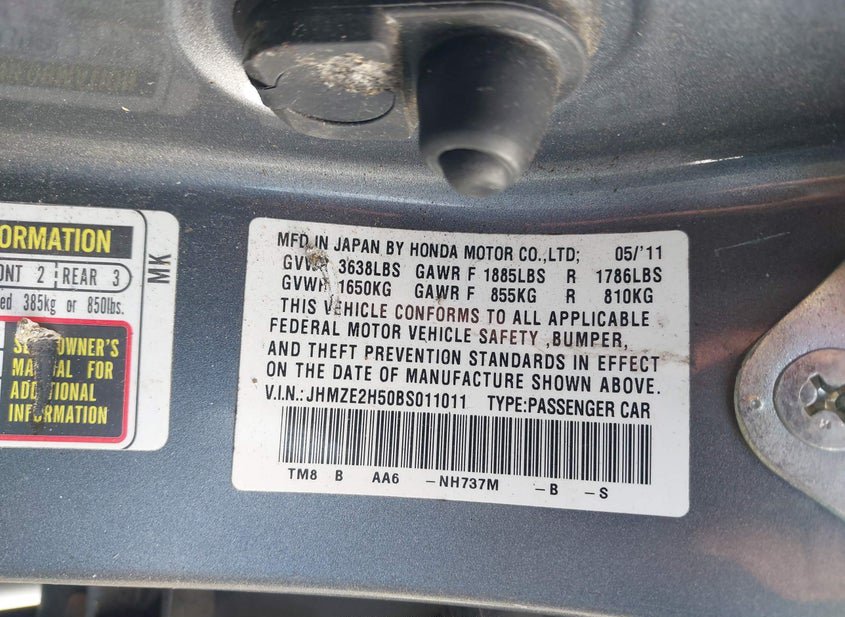 ORMATION
ONT 2 REAR 3
ed 385kg or 850lbs.
OWNER'S
FOR
INFORMATION
MK
MFD IN JAPAN BY HONDA MOTOR CO.,LTD; 05/'11
GVWR 3638LBS GAWR F 1885LBS R 1786LBS
GVWR 1650KG GAWR F 855KG R 810KG
THIS VEHICLE CONFORMS TO ALL APPLICABLE
FEDERAL MOTOR VEHICLE SAFETY ,BUMPER,
AND THEFT PREVENTION STANDARDS IN EFFECT
ON THE DATE OF MANUFACTURE SHOWN ABOVE.
V.I.N.: JHMZE2H50BS011011 TYPE:PASSENGER CAR
TM8 B AA6 -NH737M -B -S